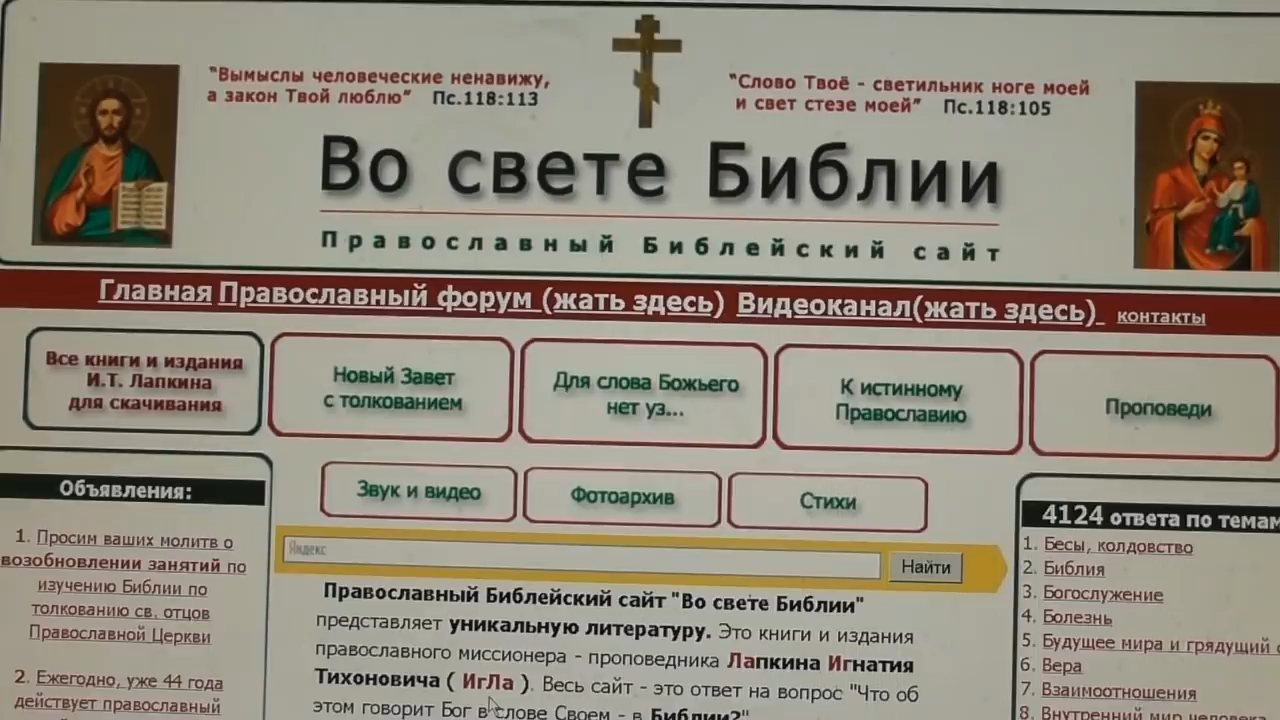 "Вымыслы человеческие ненавижу,
а закон Твой люблю" Пс.118:113
"Слово Твоё - светильник ноге моей
и свет стезе моей" Пс.118:105
Во свете Библии
Православный Библейский сайт
Главная Православный форум (жать здесь) Видеоканал(жать здесь) контакты
Все книги и издания
И.Т. Лапкина
для скачивания
Новый Завет
с толкованием
Для слова Божьего
нет уз...
К истинному
Православию
Проповеди
Звук и видео
Фотоархив
Стихи
Объявления:
1. Просим ваших молитв о
возобновлении занятий по
изучению Библии по
толкованию св. отцов
Православной Церкви
2. Ежегодно, уже 44 года
действует православный
Яндекс
Найти
Православный Библейский сайт "Во свете Библии"
представляет уникальную литературу. Это книги и издания
православного миссионера - проповедника Лапкина Игнатия
Тихоновича ( ИгЛа ). Весь сайт - это ответ на вопрос "Что об
этом говорит Бог в слове Своем - в Библии?"
4124 ответа по темам
1. Бесы, колдовство
2. Библия
3. Богослужение
4. Болезнь
5. Будущее мира и грядущий
6. Вера
7. Взаимоотношения
8. Внутренний мир человека